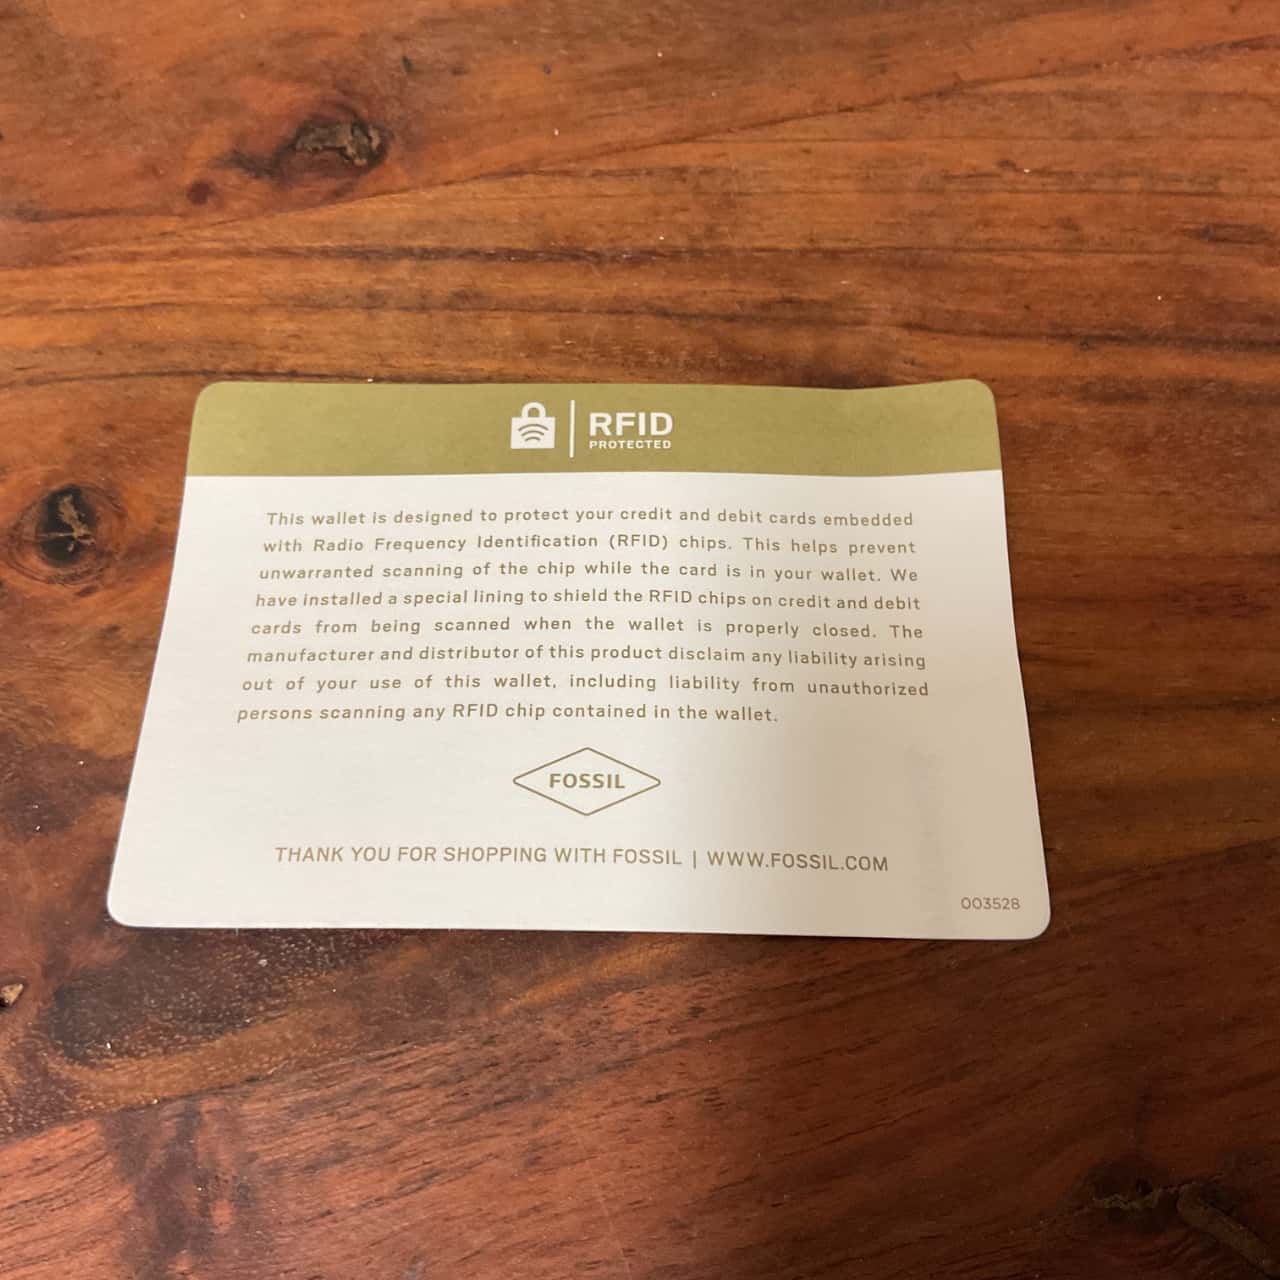 RFID
PROTECTED
This wallet is designed to protect your credit and debit cards embedded
with Radio Frequency Identification (RFID) chips. This helps prevent
unwarranted scanning of the chip while the card is in your wallet. We
have installed a special lining to shield the RFID chips on credit and debit
cards from being scanned when the wallet is properly closed. The
manufacturer and distributor of this product disclaim any liability arising
out of your use of this wallet, including liability from unauthorized
persons scanning any RFID chip contained in the wallet.
FOSSIL
THANK YOU FOR SHOPPING WITH FOSSIL | WWW.FOSSIL.COM
003528